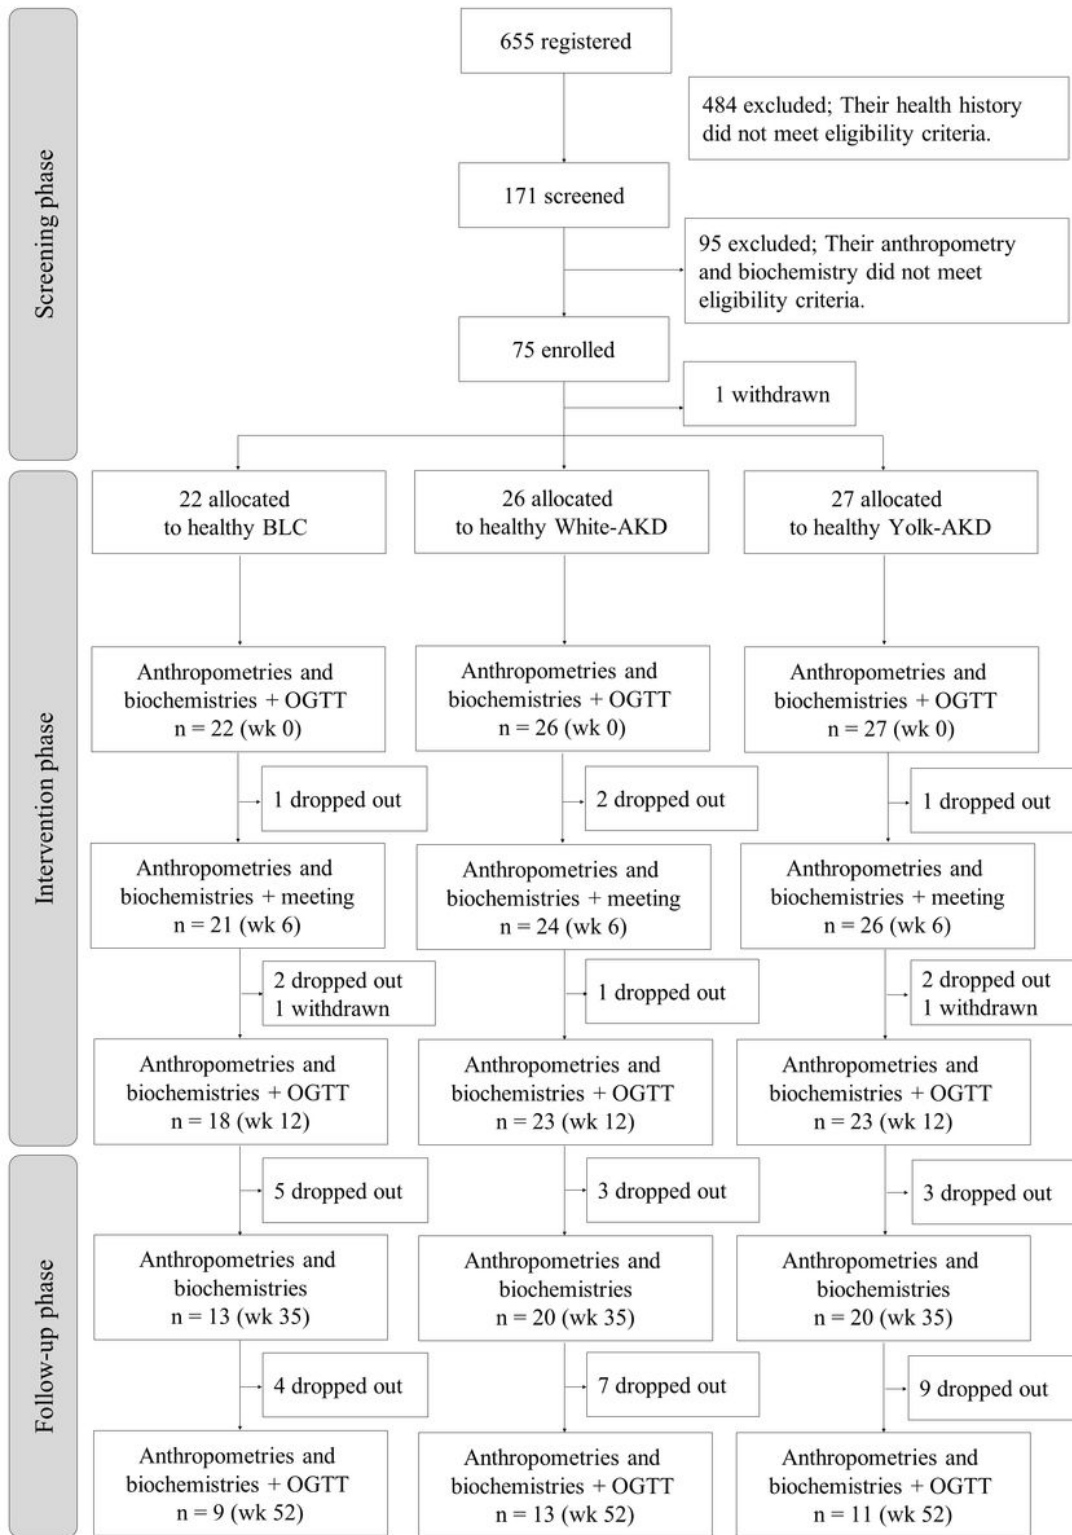 Screening phase
655 registered
484 excluded; Their health history
did not meet eligibility criteria.
171 screened
95 excluded; Their anthropometry
and biochemistry did not meet
eligibility criteria.
75 enrolled
1 withdrawn
Intervention phase
22 allocated
to healthy BLC
26 allocated
to healthy White-AKD
27 allocated
to healthy Yolk-AKD
Anthropometries and
biochemistries + OGTT
n = 22 (wk 0)
Anthropometries and
biochemistries + OGTT
n = 26 (wk 0)
Anthropometries and
biochemistries + OGTT
n = 27 (wk 0)
1 dropped out
2 dropped out
1 dropped out
Anthropometries and
biochemistries + meeting
n = 21 (wk 6)
Anthropometries and
biochemistries + meeting
n = 24 (wk 6)
Anthropometries and
biochemistries + meeting
n = 26 (wk 6)
2 dropped out
1 withdrawn
1 dropped out
2 dropped out
1 withdrawn
Anthropometries and
biochemistries + OGTT
n = 18 (wk 12)
Anthropometries and
biochemistries + OGTT
n = 23 (wk 12)
Anthropometries and
biochemistries + OGTT
n = 23 (wk 12)
Follow-up phase
5 dropped out
3 dropped out
3 dropped out
Anthropometries and
biochemistries
n = 13 (wk 35)
Anthropometries and
biochemistries
n = 20 (wk 35)
Anthropometries and
biochemistries
n = 20 (wk 35)
4 dropped out
7 dropped out
9 dropped out
Anthropometries and
biochemistries + OGTT
n = 9 (wk 52)
Anthropometries and
biochemistries + OGTT
n = 13 (wk 52)
Anthropometries and
biochemistries + OGTT
n = 11 (wk 52)